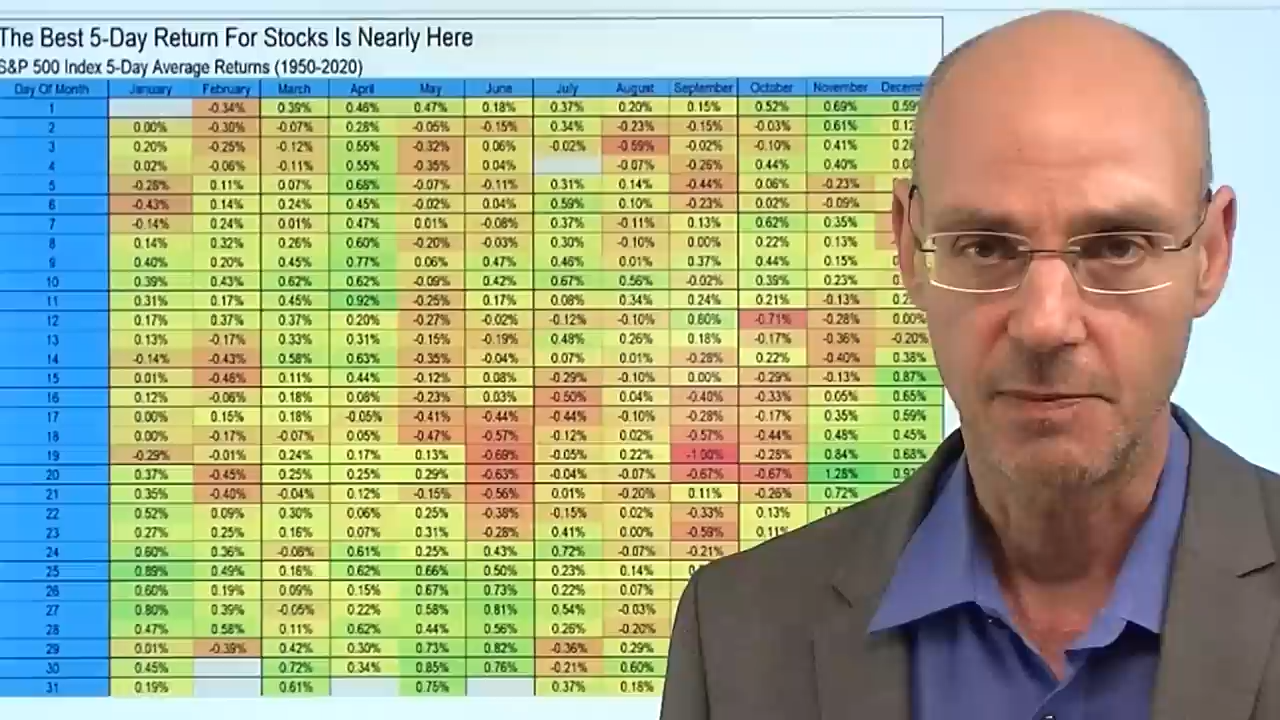 The Best 5-Day Return For Stocks Is Nearly Here
S&P 500 Index 5-Day Average Returns (1950-2020)
Day Of Month January February March April May June July August September October November
1 -0.34% 0.39% 0.46% 0.47% 0.18% 0.37% 0.20% 0.15% 0.52% 0.69% 0.59%
2 0.00% -0.30% -0.07% 0.28% -0.05% -0.15% 0.34% -0.23% -0.15% -0.03% 0.61%
3 0.20% -0.25% -0.12% 0.55% -0.32% 0.06% -0.02% -0.59% -0.02% -0.10% 0.41%
4 0.02% -0.06% -0.11% 0.55% -0.35% 0.04% -0.07% -0.26% 0.44% 0.40%
5 -0.28% 0.11% 0.07% 0.68% -0.07% -0.11% 0.31% 0.14% -0.44% 0.06% -0.23%
6 -0.43% 0.14% 0.24% 0.45% -0.02% 0.04% 0.59% 0.10% -0.23% 0.02% -0.09%
7 -0.14% 0.24% 0.01% 0.47% 0.01% -0.08% 0.37% -0.11% 0.13% 0.62% 0.35%
8 0.14% 0.32% 0.26% 0.60% -0.20% -0.03% 0.30% -0.10% 0.00% 0.22% 0.13%
9 0.40% 0.20% 0.45% 0.77% 0.06% 0.47% 0.46% 0.01% 0.37% 0.44% 0.15%
10 0.39% 0.43% 0.62% 0.62% -0.09% 0.42% 0.67% 0.56% -0.02% 0.39% 0.23%
11 0.31% 0.17% 0.45% 0.92% -0.25% 0.17% 0.08% 0.34% 0.24% 0.21% -0.13%
12 0.17% 0.37% 0.37% 0.20% -0.27% -0.02% -0.12% -0.10% 0.60% -0.71% -0.28% 0.00%
13 0.13% -0.17% 0.33% 0.31% -0.15% -0.19% 0.48% 0.26% 0.18% -0.17% -0.36% -0.20%
14 -0.14% -0.43% 0.58% 0.63% -0.35% -0.04% 0.07% 0.01% -0.28% 0.22% -0.40% 0.38%
15 0.01% -0.46% 0.11% 0.44% -0.12% 0.08% -0.29% -0.10% 0.00% -0.29% -0.13% 0.87%
16 0.12% -0.06% 0.18% 0.08% -0.23% 0.03% -0.50% 0.04% -0.40% -0.33% 0.05% 0.65%
17 0.00% 0.15% 0.18% -0.05% -0.41% -0.44% -0.44% -0.10% -0.28% -0.17% 0.35% 0.59%
18 0.00% -0.17% -0.07% 0.05% -0.47% -0.57% -0.12% 0.02% -0.57% -0.44% 0.48% 0.45%
19 -0.29% -0.01% 0.24% 0.17% 0.13% -0.69% -0.05% 0.22% -1.00% -0.28% 0.84% 0.68%
20 0.37% -0.45% 0.25% 0.25% 0.29% -0.63% -0.04% -0.07% -0.67% -0.67% 1.28%
21 0.35% -0.40% -0.04% 0.12% -0.15% -0.56% 0.01% -0.20% 0.11% -0.26% 0.72%
22 0.52% 0.09% 0.30% 0.06% 0.25% -0.38% -0.15% 0.02% -0.33% 0.13%
23 0.27% 0.25% 0.16% 0.07% 0.31% -0.28% 0.41% 0.00% -0.59% 0.11%
24 0.60% 0.36% -0.08% 0.61% 0.25% 0.43% 0.72% -0.07% -0.21%
25 0.89% 0.49% 0.16% 0.62% 0.66% 0.50% 0.23% 0.14%
26 0.60% 0.19% 0.09% 0.15% 0.67% 0.73% 0.22% 0.07%
27 0.80% 0.39% -0.05% 0.22% 0.58% 0.81% 0.54% -0.03%
28 0.47% 0.58% 0.11% 0.62% 0.44% 0.56% 0.26% -0.20%
29 0.01% -0.39% 0.42% 0.30% 0.73% 0.82% -0.36% 0.29%
30 0.45% 0.72% 0.34% 0.85% 0.76% -0.21% 0.60%
31 0.19% 0.61% 0.75% 0.37% 0.18%